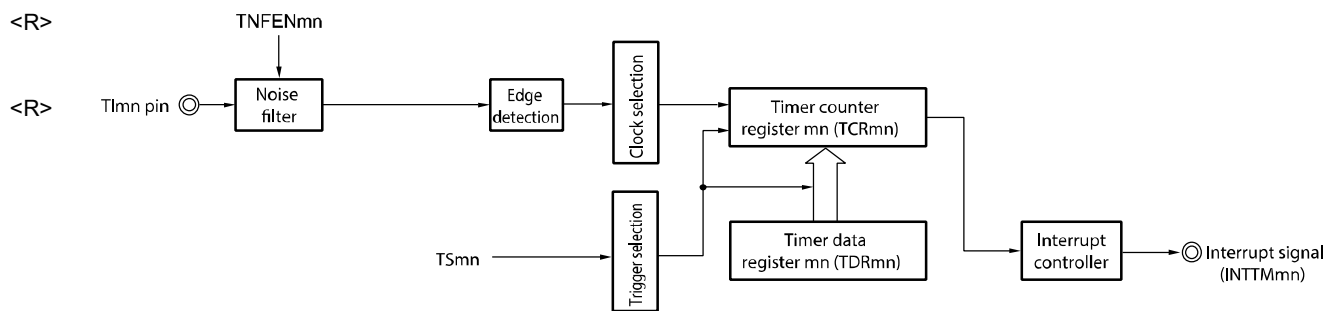 <R>
TNFENmn
<R>
TImn pin
Noise
filter
Edge
detection
Clock selection
Timer counter
register mn (TCRmn)
TSmn
Trigger selection
Timer data
register mn (TDRmn)
Interrupt
controller
Interrupt signal
(INTTMmn)